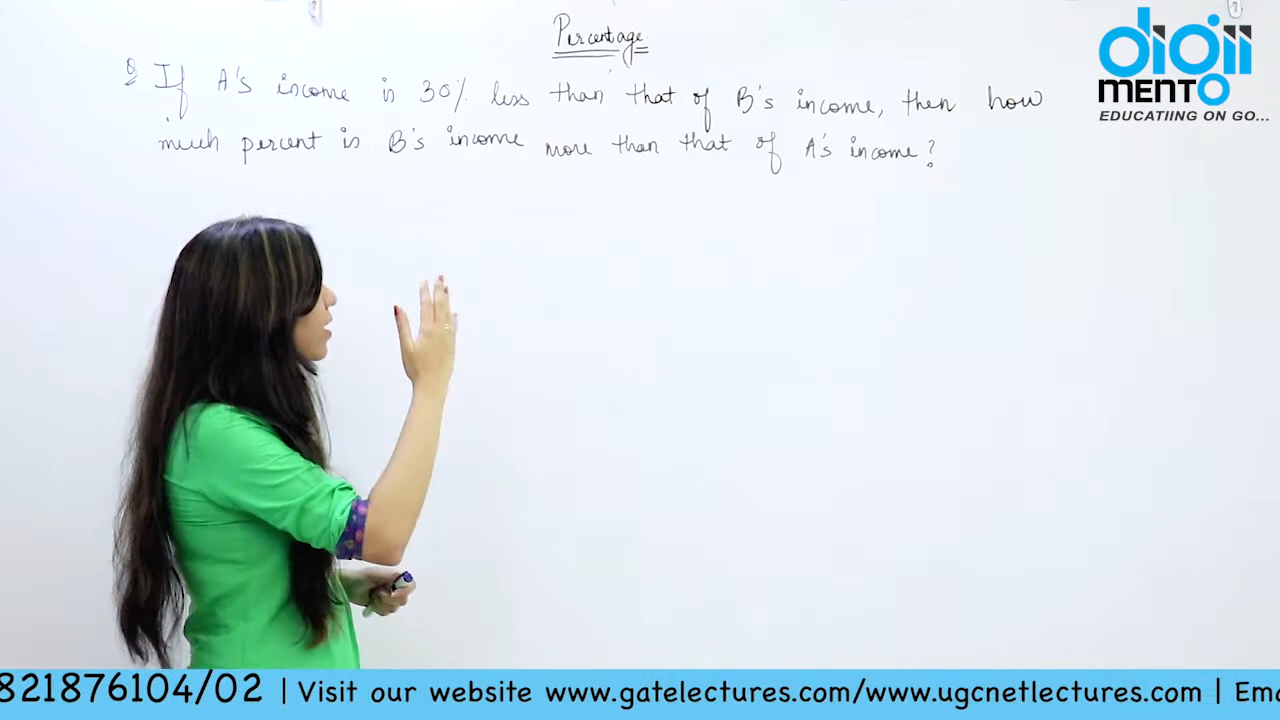 Percentage
Q If A's income is 30% less than that of B's income, then how
much percent is B's income more than that of A's income?
digii
MENTO
EDUCATIING ON GO...
821876104/02 | Visit our website www.gatelectures.com/www.ugcnetlectures.com | Ema